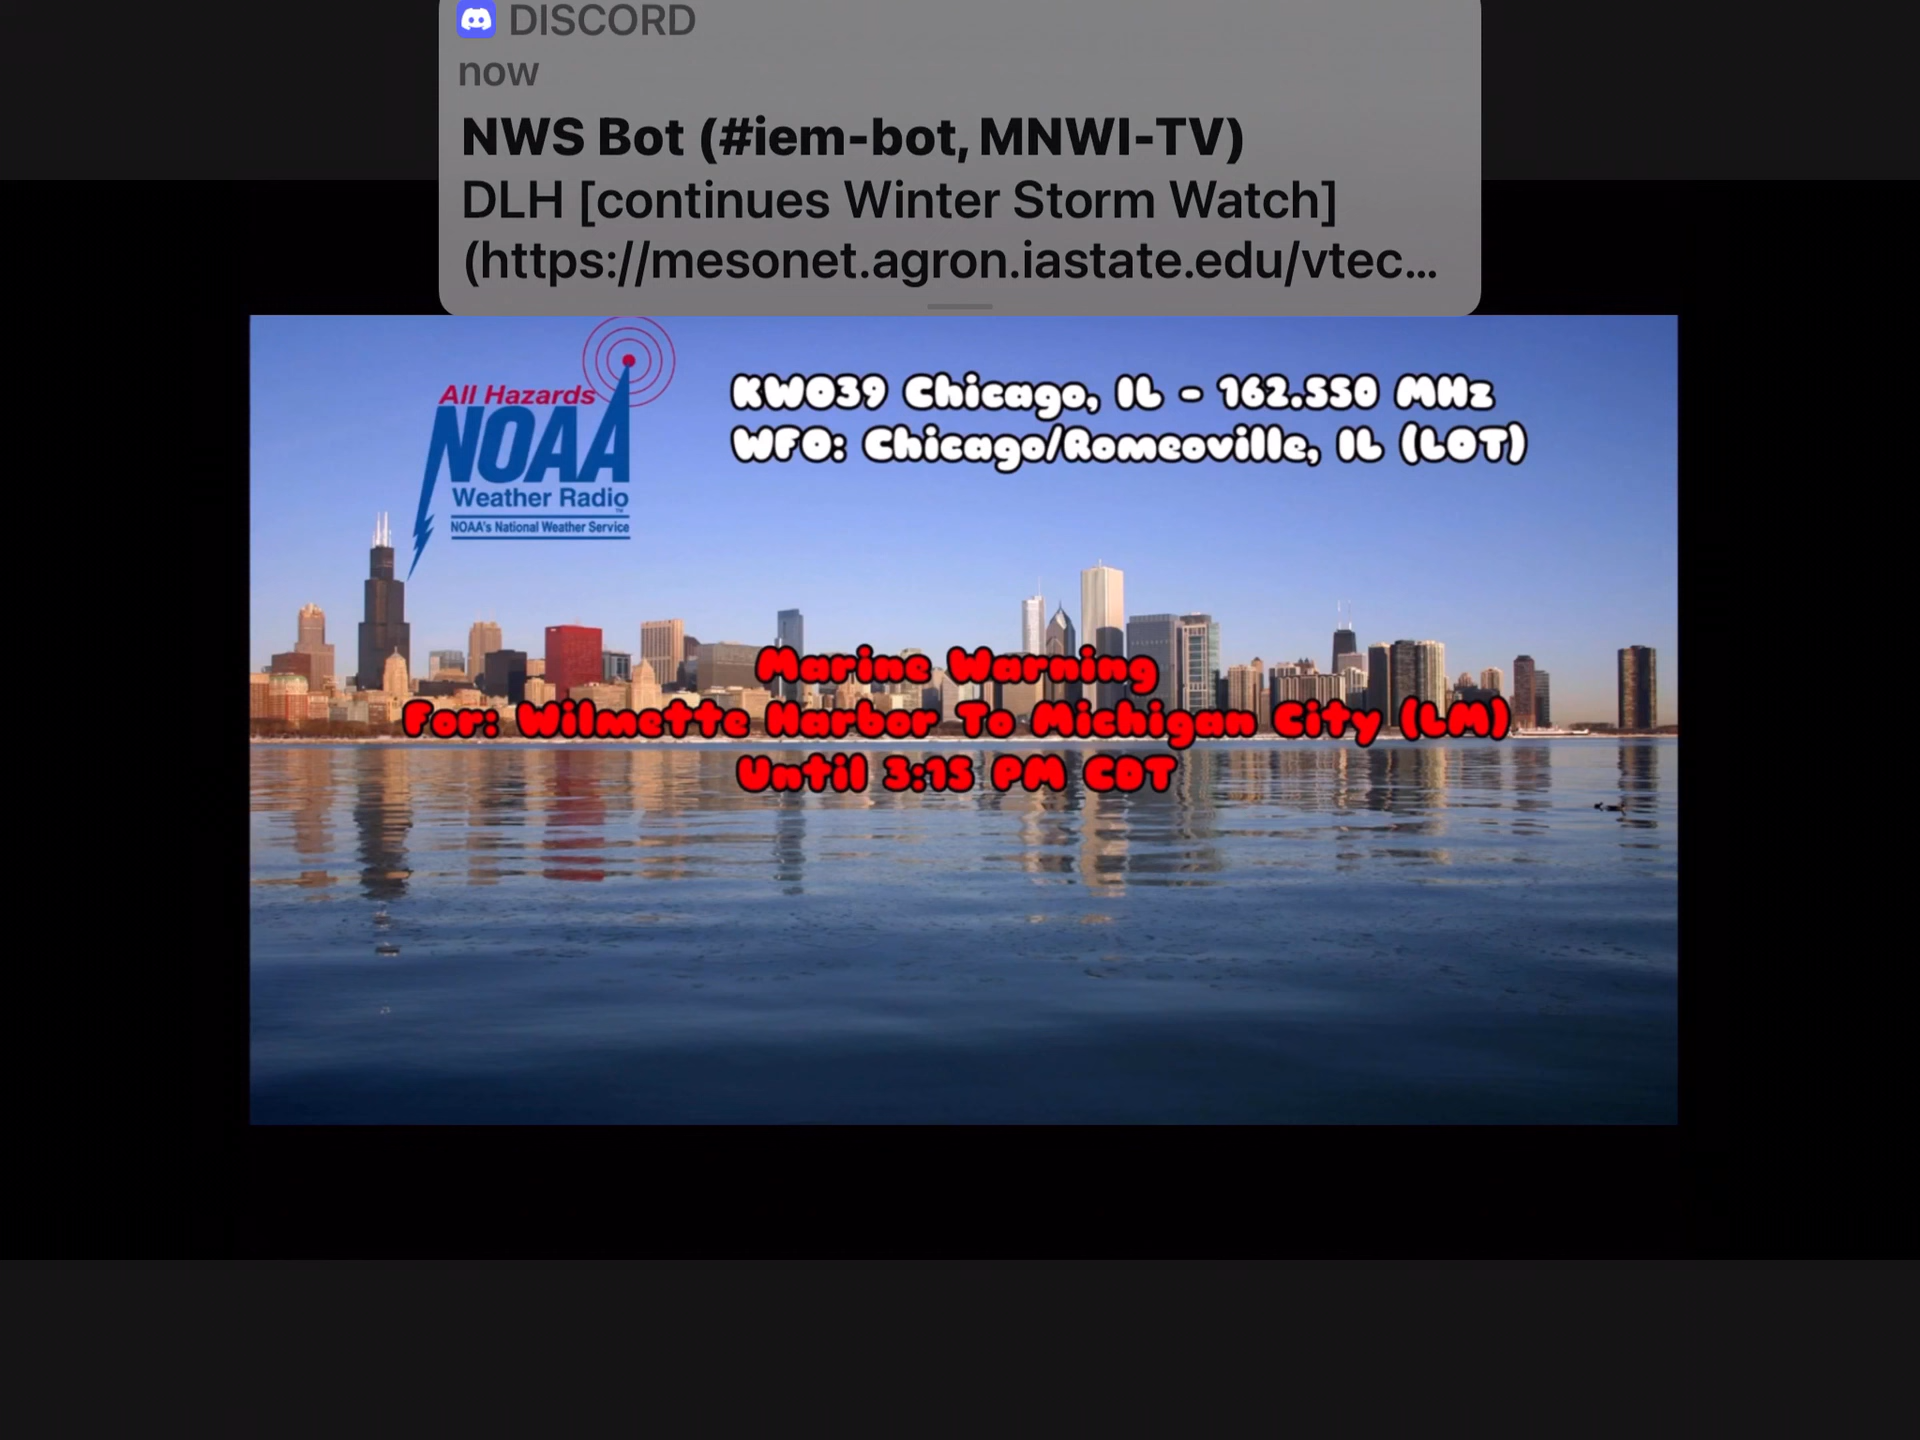 DISCORD
now
NWS Bot (#iem-bot, MNWI-TV)
DLH [continues Winter Storm Watch]
(https://mesonet.agron.iastate.edu/vtec...
All Hazards
NOAA
Weather Radio
TM
NOAA's National Weather Service
KWO39 Chicago, IL - 162.550 MHz
WFO: Chicago/Romeoville, IL (LOT)
Marine Warning
For: Wilmette Harbor To Michigan City (LM)
Until 3:15 PM CDT